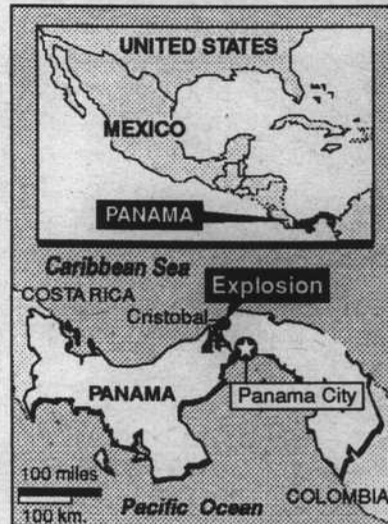 UNITED STATES
MEXICO
PANAMA
Caribbean Sea
COSTA RICA
Explosion
Cristobal
PANAMA
Panama City
100 miles
100 km.
Pacific Ocean
COLOMBIA